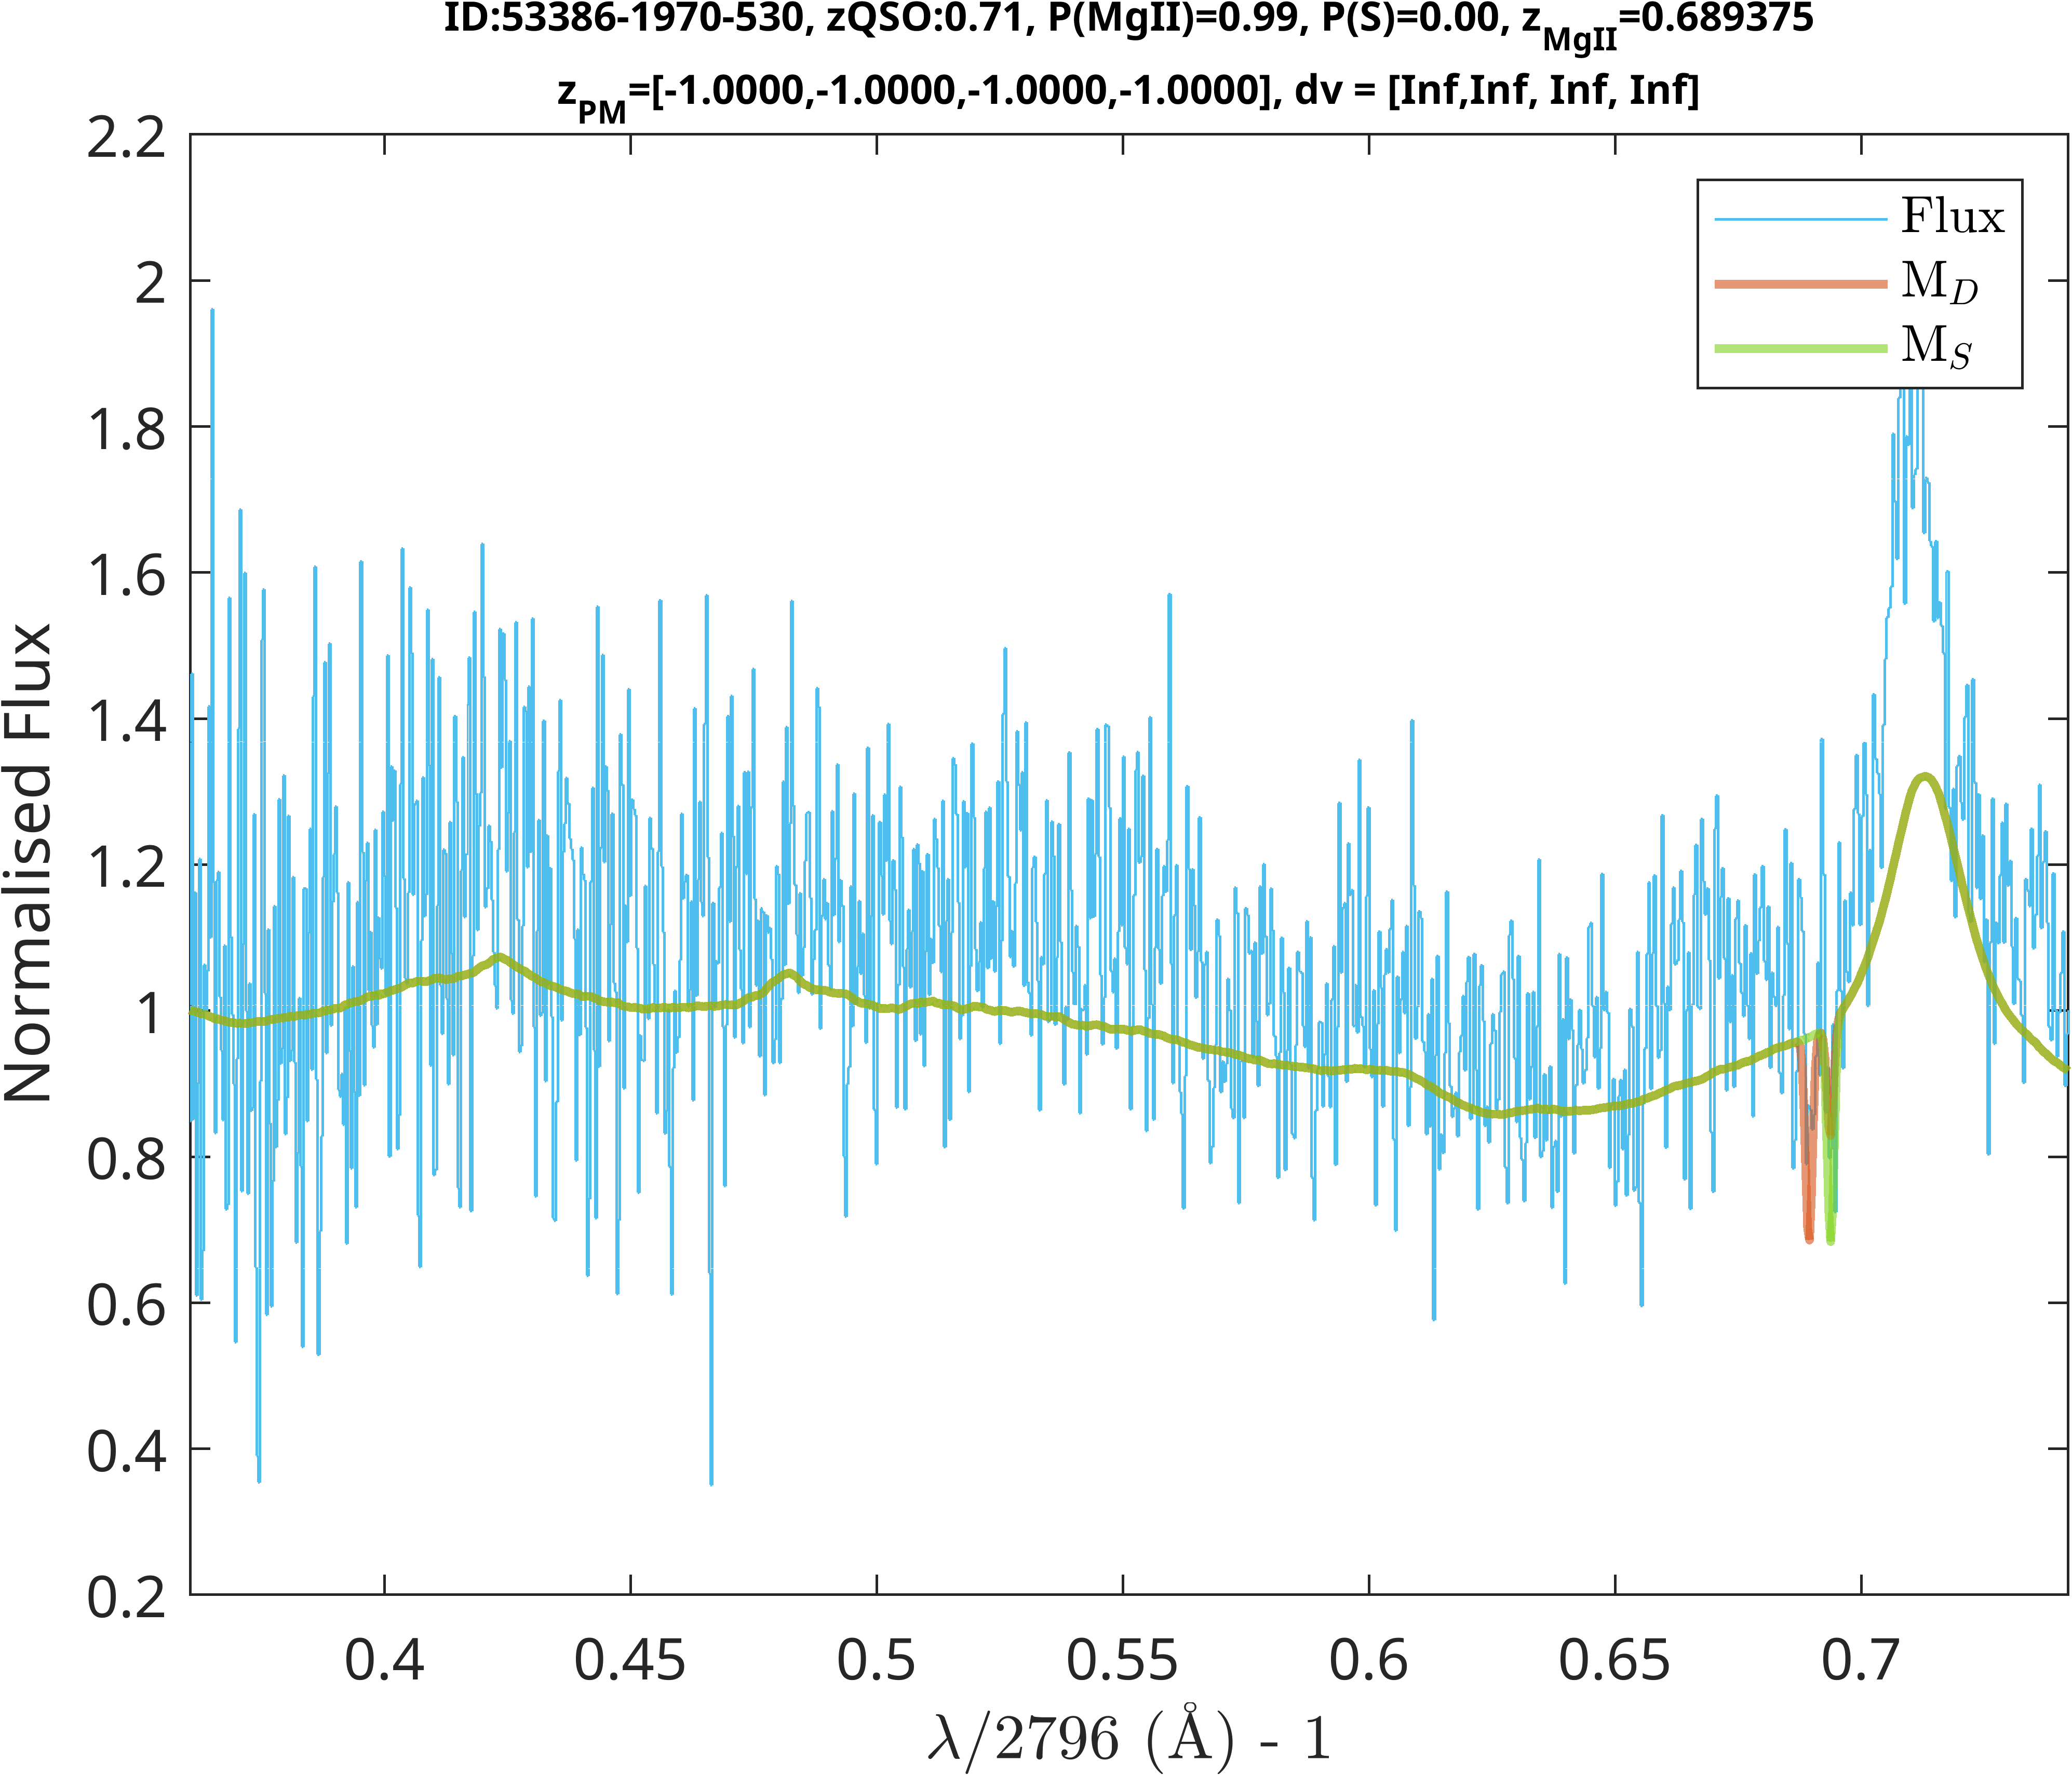 ID:53386-1970-530, zQSO:0.71, P(MgII)=0.99, P(S)=0.00, zMgII=0.689375
zPM=[-1.0000,-1.0000,-1.0000,-1.0000], dv = [Inf,Inf, Inf, Inf]
2.2
2
1.8
1.6
1.4
1.2
1
0.8
0.6
0.4
0.2
Normalised Flux
Flux
MD
MS
0.4 0.45 0.5 0.55 0.6 0.65 0.7
λ/2796 (Å) - 1